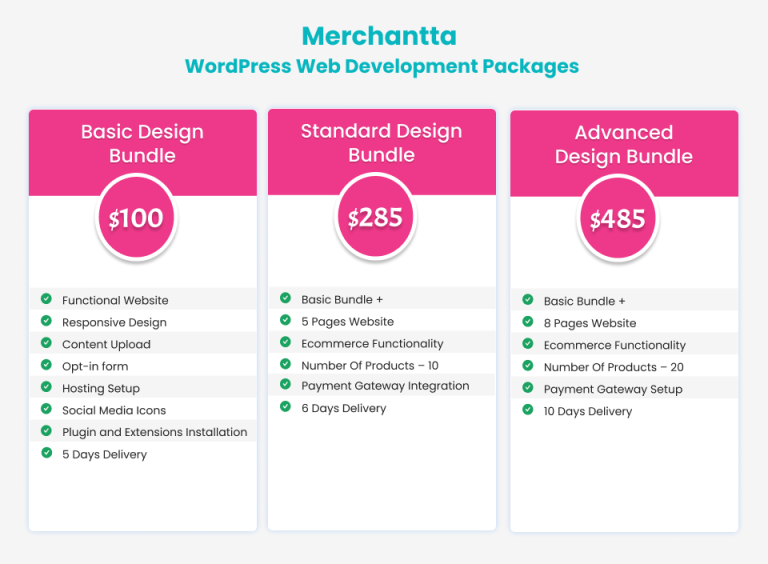 Merchantta
WordPress Web Development Packages
Basic Design
Bundle
$100
Functional Website
Responsive Design
Content Upload
Opt-in form
Hosting Setup
Social Media Icons
Plugin and Extensions Installation
5 Days Delivery
Standard Design
Bundle
$285
Basic Bundle +
5 Pages Website
Ecommerce Functionality
Number Of Products – 10
Payment Gateway Integration
6 Days Delivery
Advanced
Design Bundle
$485
Basic Bundle +
8 Pages Website
Ecommerce Functionality
Number Of Products – 20
Payment Gateway Setup
10 Days Delivery